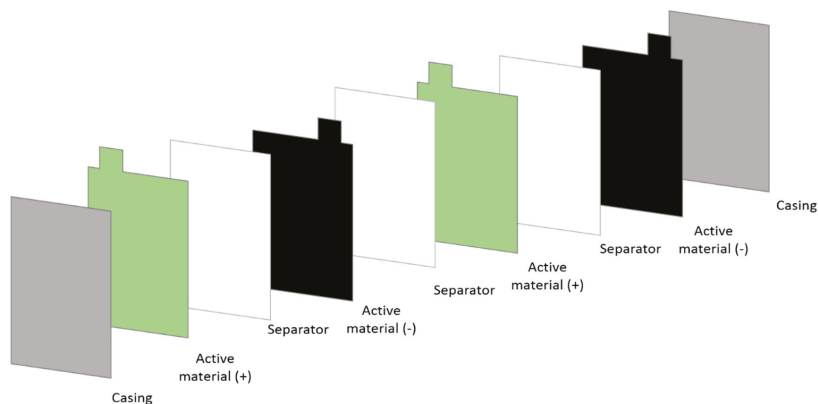 Casing
Active
material (+)
Separator
Active
material (-)
Separator
Active
material (+)
Separator
Active
material (-)
Casing